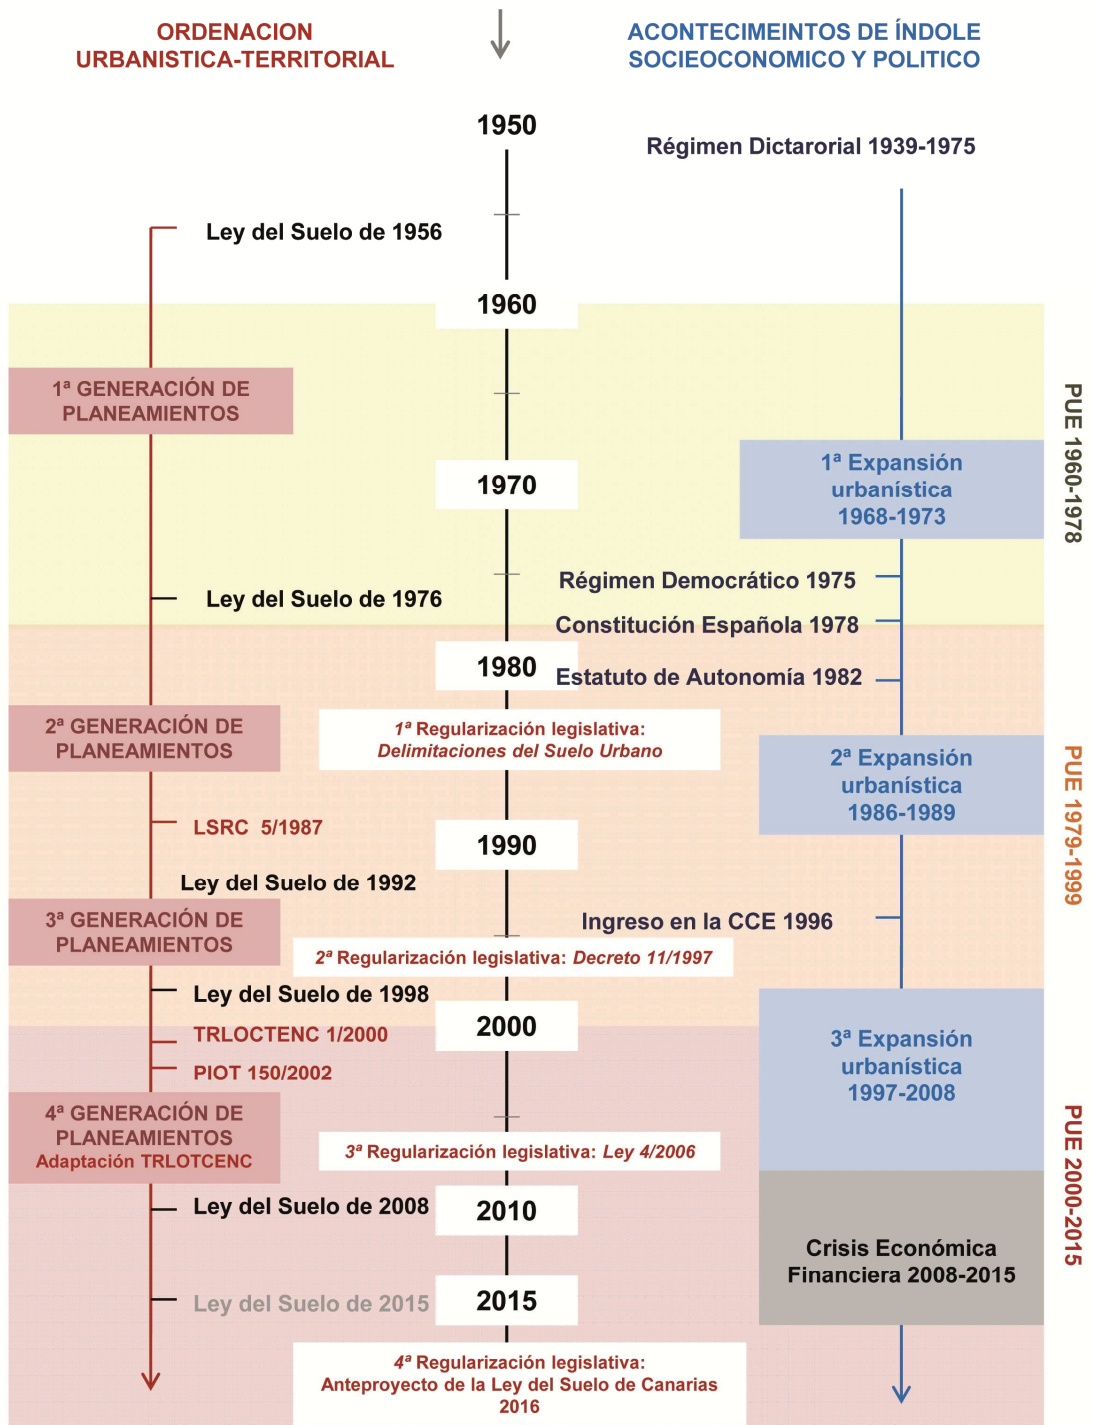 ORDENACION
URBANISTICA-TERRITORIAL
ACONTECIMEINTOS DE ÍNDOLE
SOCIEOCONOMICO Y POLITICO
1950
Régimen Dictarorial 1939-1975
Ley del Suelo de 1956
1960
1ª GENERACIÓN DE
PLANEAMIENTOS
PUE 1960-1978
1970
1ª Expansión
urbanística
1968-1973
Régimen Democrático 1975
Ley del Suelo de 1976
Constitución Española 1978
1980
Estatuto de Autonomía 1982
2ª GENERACIÓN DE
PLANEAMIENTOS
1ª Regularización legislativa:
Delimitaciones del Suelo Urbano
2ª Expansión
urbanística
1986-1989
PUE 1979-1999
LSRC 5/1987
1990
Ley del Suelo de 1992
3ª GENERACIÓN DE
PLANEAMIENTOS
Ingreso en la CCE 1996
2ª Regularización legislativa: Decreto 11/1997
Ley del Suelo de 1998
2000
TRLOCTENC 1/2000
3ª Expansión
urbanística
1997-2008
PIOT 150/2002
4ª GENERACIÓN DE
PLANEAMIENTOS
Adaptación TRLOTCENC
3ª Regularización legislativa: Ley 4/2006
PUE 2000-2015
Ley del Suelo de 2008
2010
Crisis Económica
Financiera 2008-2015
Ley del Suelo de 2015
2015
4ª Regularización legislativa:
Anteproyecto de la Ley del Suelo de Canarias
2016